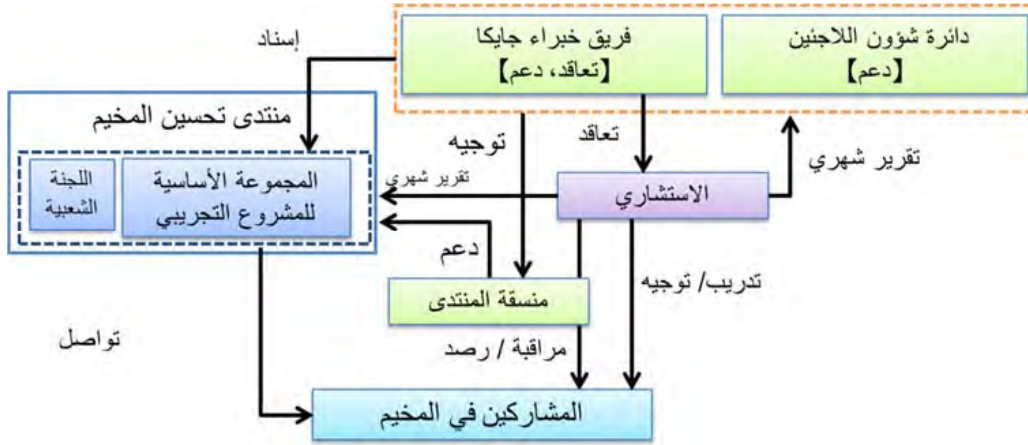 دائرة شؤون اللاجئين
【دعم】
فريق خبراء جايكا
【تعاقد، دعم】
إسناد
منتدى تحسين المخيم
توجيه
تعاقد
تقرير شهري
المجموعة الأساسية
للمشروع التجريبي
اللجنة
الشعبية
تقرير شهري
الاستشاري
دعم
منسقة المنتدى
تدريب/ توجيه
مراقبة / رصد
تواصل
المشاركين في المخيم